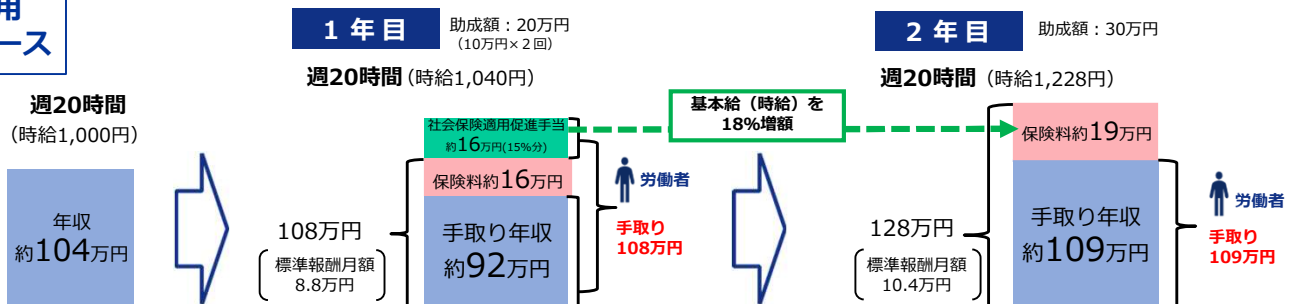 用
ース
週20時間
(時給1,000円)
年収
約104万円
1年目
助成額：20万円
(10万円×2回)
週20時間(時給1,040円)
社会保険適用促進手当
約16万円(15%分)
保険料約16万円
手取り年収
約92万円
108万円
標準報酬月額
8.8万円
労働者
手取り
108万円
基本給（時給）を
18%増額
2年目
助成額：30万円
週20時間（時給1,228円）
保険料約19万円
手取り年収
約109万円
128万円
標準報酬月額
10.4万円
労働者
手取り
109万円